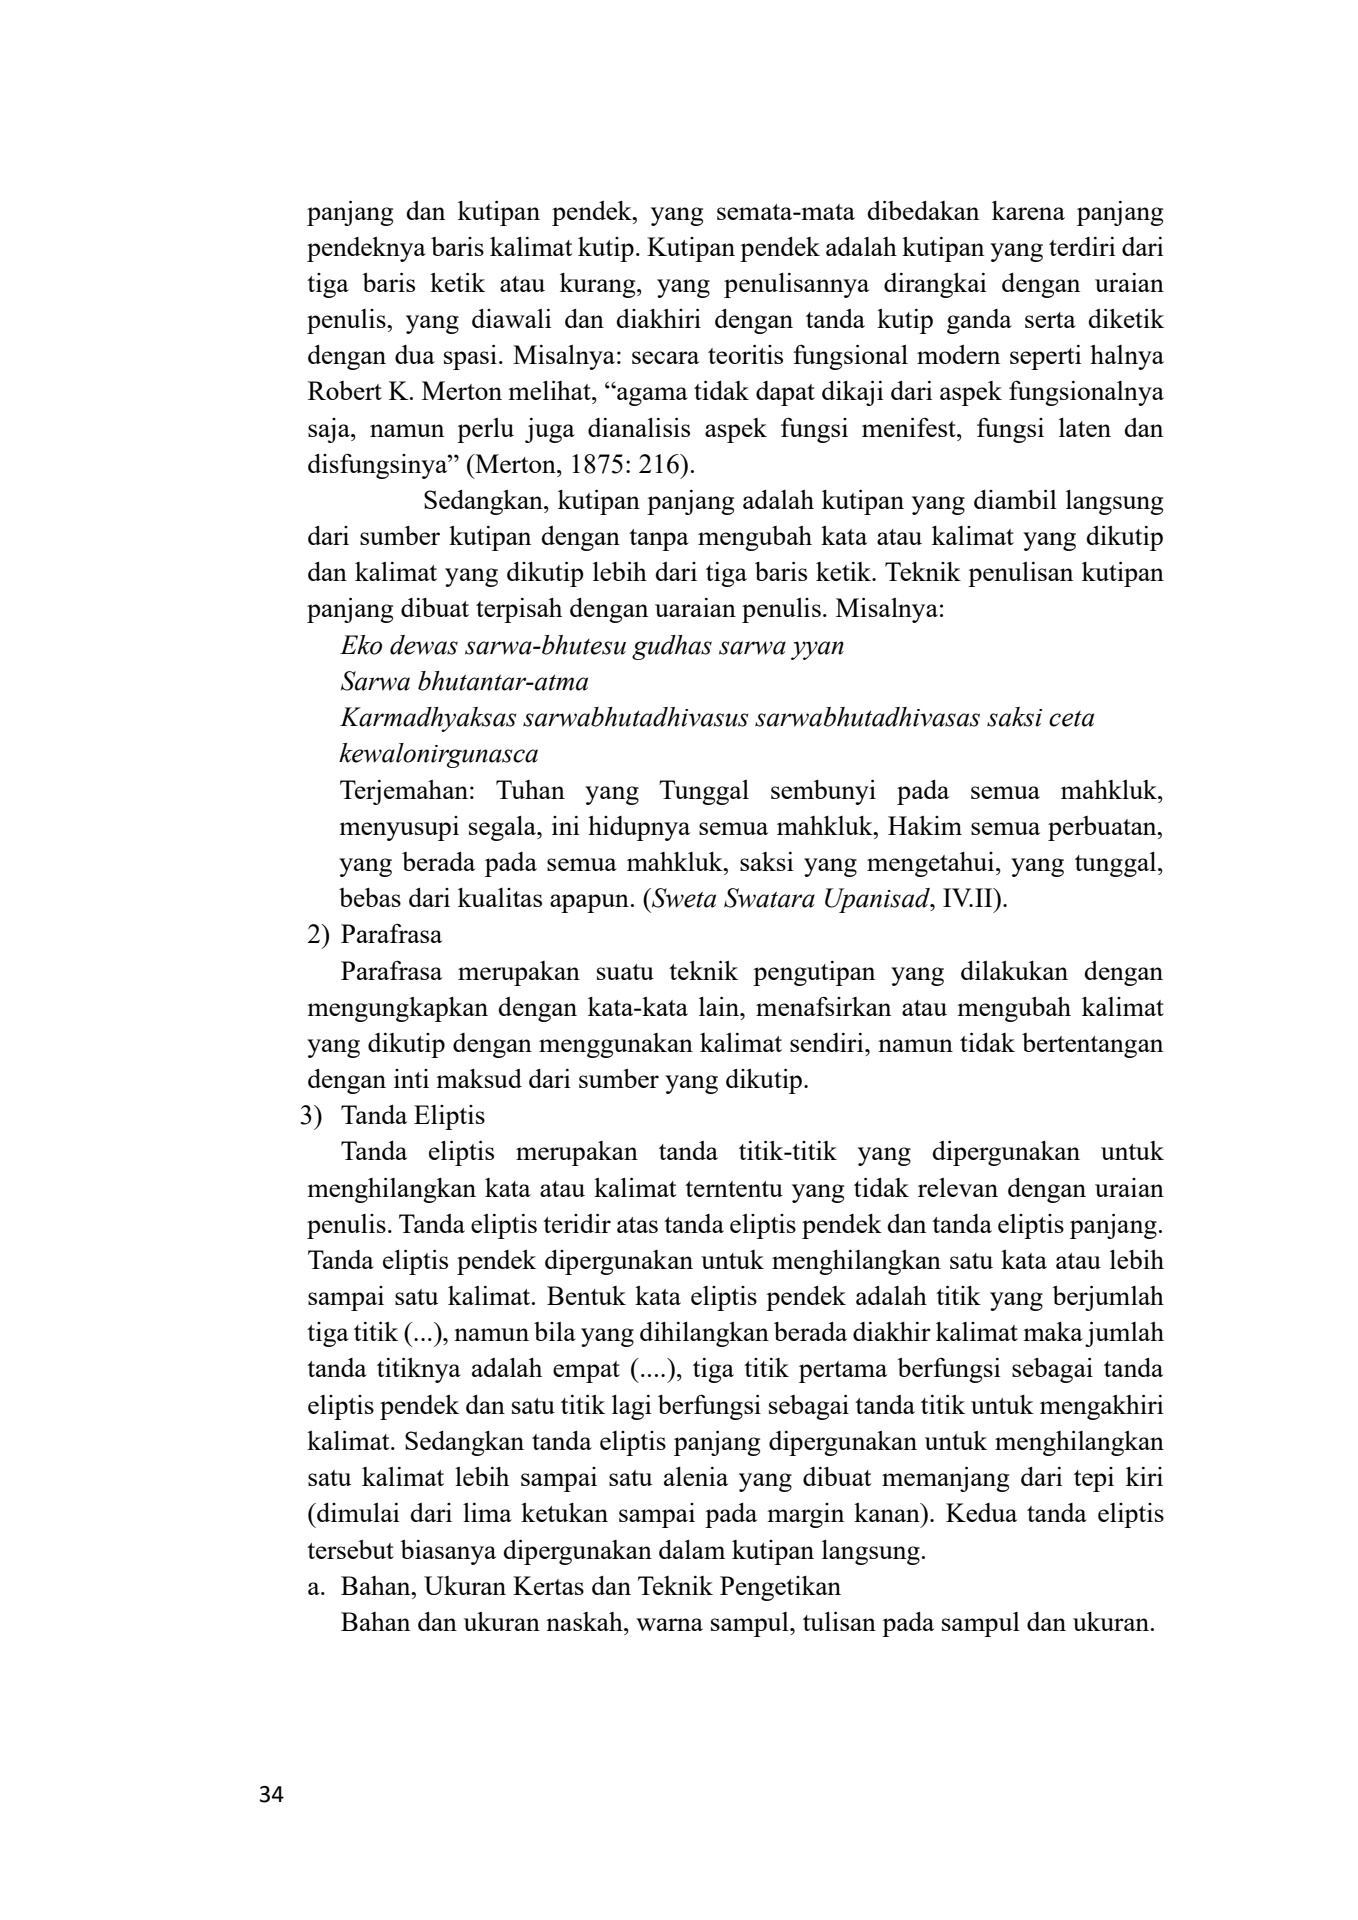 panjang dan kutipan pendek, yang semata-mata dibedakan karena panjang
pendeknya baris kalimat kutip. Kutipan pendek adalah kutipan yang terdiri dari
tiga baris ketik atau kurang, yang penulisannya dirangkai dengan uraian
penulis, yang diawali dan diakhiri dengan tanda kutip ganda serta diketik
dengan dua spasi. Misalnya: secara teoritis fungsional modern seperti halnya
Robert K. Merton melihat, “agama tidak dapat dikaji dari aspek fungsionalnya
saja, namun perlu juga dianalisis aspek fungsi menifest, fungsi laten dan
disfungsinya” (Merton, 1875: 216).
Sedangkan, kutipan panjang adalah kutipan yang diambil langsung
dari sumber kutipan dengan tanpa mengubah kata atau kalimat yang dikutip
dan kalimat yang dikutip lebih dari tiga baris ketik. Teknik penulisan kutipan
panjang dibuat terpisah dengan uaraian penulis. Misalnya:
Eko dewas sarwa-bhutesu gudhas sarwa yyan
Sarwa bhutantar-atma
Karmadhyaksas sarwabhutadhivasus sarwabhutadhivasas saksi ceta
kewalonirgunasca
Terjemahan: Tuhan yang Tunggal sembunyi pada semua mahkluk,
menyusupi segala, ini hidupnya semua mahkluk, Hakim semua perbuatan,
yang berada pada semua mahkluk, saksi yang mengetahui, yang tunggal,
bebas dari kualitas apapun. (Sweta Swatara Upanisad, IV.II).
2) Parafrasa
Parafrasa merupakan suatu teknik pengutipan yang dilakukan dengan
mengungkapkan dengan kata-kata lain, menafsirkan atau mengubah kalimat
yang dikutip dengan menggunakan kalimat sendiri, namun tidak bertentangan
dengan inti maksud dari sumber yang dikutip.
3) Tanda Eliptis
Tanda eliptis merupakan tanda titik-titik yang dipergunakan untuk
menghilangkan kata atau kalimat terntentu yang tidak relevan dengan uraian
penulis. Tanda eliptis teridir atas tanda eliptis pendek dan tanda eliptis panjang.
Tanda eliptis pendek dipergunakan untuk menghilangkan satu kata atau lebih
sampai satu kalimat. Bentuk kata eliptis pendek adalah titik yang berjumlah
tiga titik (...), namun bila yang dihilangkan berada diakhir kalimat maka jumlah
tanda titiknya adalah empat (....), tiga titik pertama berfungsi sebagai tanda
eliptis pendek dan satu titik lagi berfungsi sebagai tanda titik untuk mengakhiri
kalimat. Sedangkan tanda eliptis panjang dipergunakan untuk menghilangkan
satu kalimat lebih sampai satu alenia yang dibuat memanjang dari tepi kiri
(dimulai dari lima ketukan sampai pada margin kanan). Kedua tanda eliptis
tersebut biasanya dipergunakan dalam kutipan langsung.
a. Bahan, Ukuran Kertas dan Teknik Pengetikan
Bahan dan ukuran naskah, warna sampul, tulisan pada sampul dan ukuran.
34